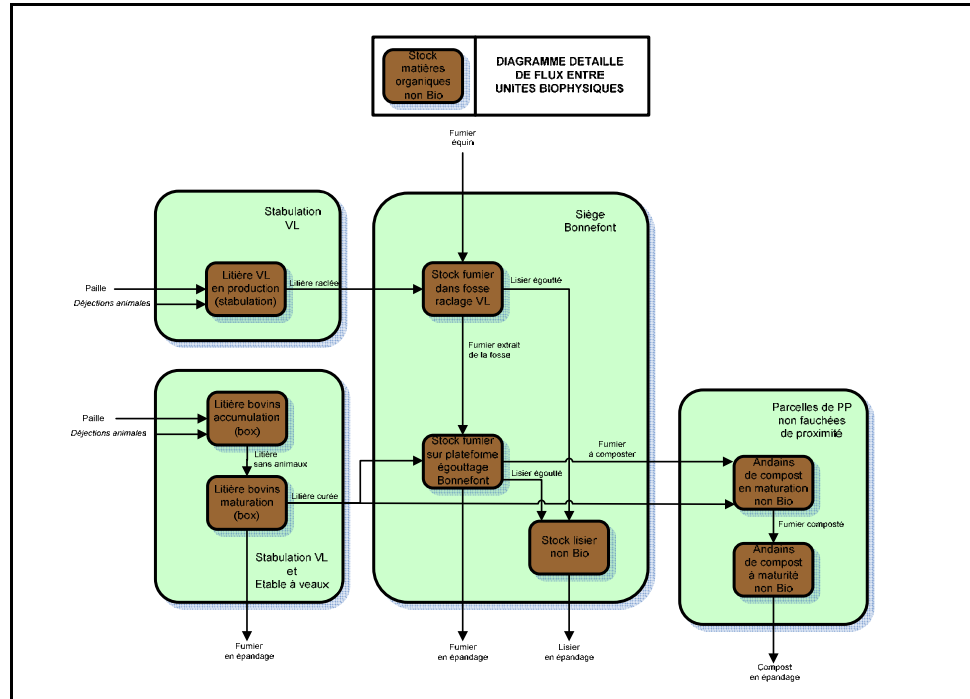 Stock
matières
organiques
non Bio
DIAGRAMME DETAILLE
DE FLUX ENTRE
UNITES BIOPHYSIQUES
Fumier
équin
Stabulation
VL
Siège
Bonnefont
Litière VL
en production
(stabulation)
Paille
Déjections animales
Litière raclée
Stock fumier
dans fosse
raclage VL
Lisier égoutté
Fumier extrait
de la fosse
Litière bovins
accumulation
(box)
Paille
Déjections animales
Litière
sans animaux
Litière bovins
maturation
(box)
Litière curée
Stabulation VL
et
Etable à veaux
Stock fumier
sur plateforme
égouttage
Bonnefont
Lisier égoutté
Fumier
à composter
Stock lisier
non Bio
Parcelles de PP
non fauchées
de proximité
Andains
de compost
en maturation
non Bio
Fumier composté
Andains
de compost
à maturité
non Bio
Fumier
en épandage
Fumier
en épandage
Lisier
en épandage
Compost
en épandage